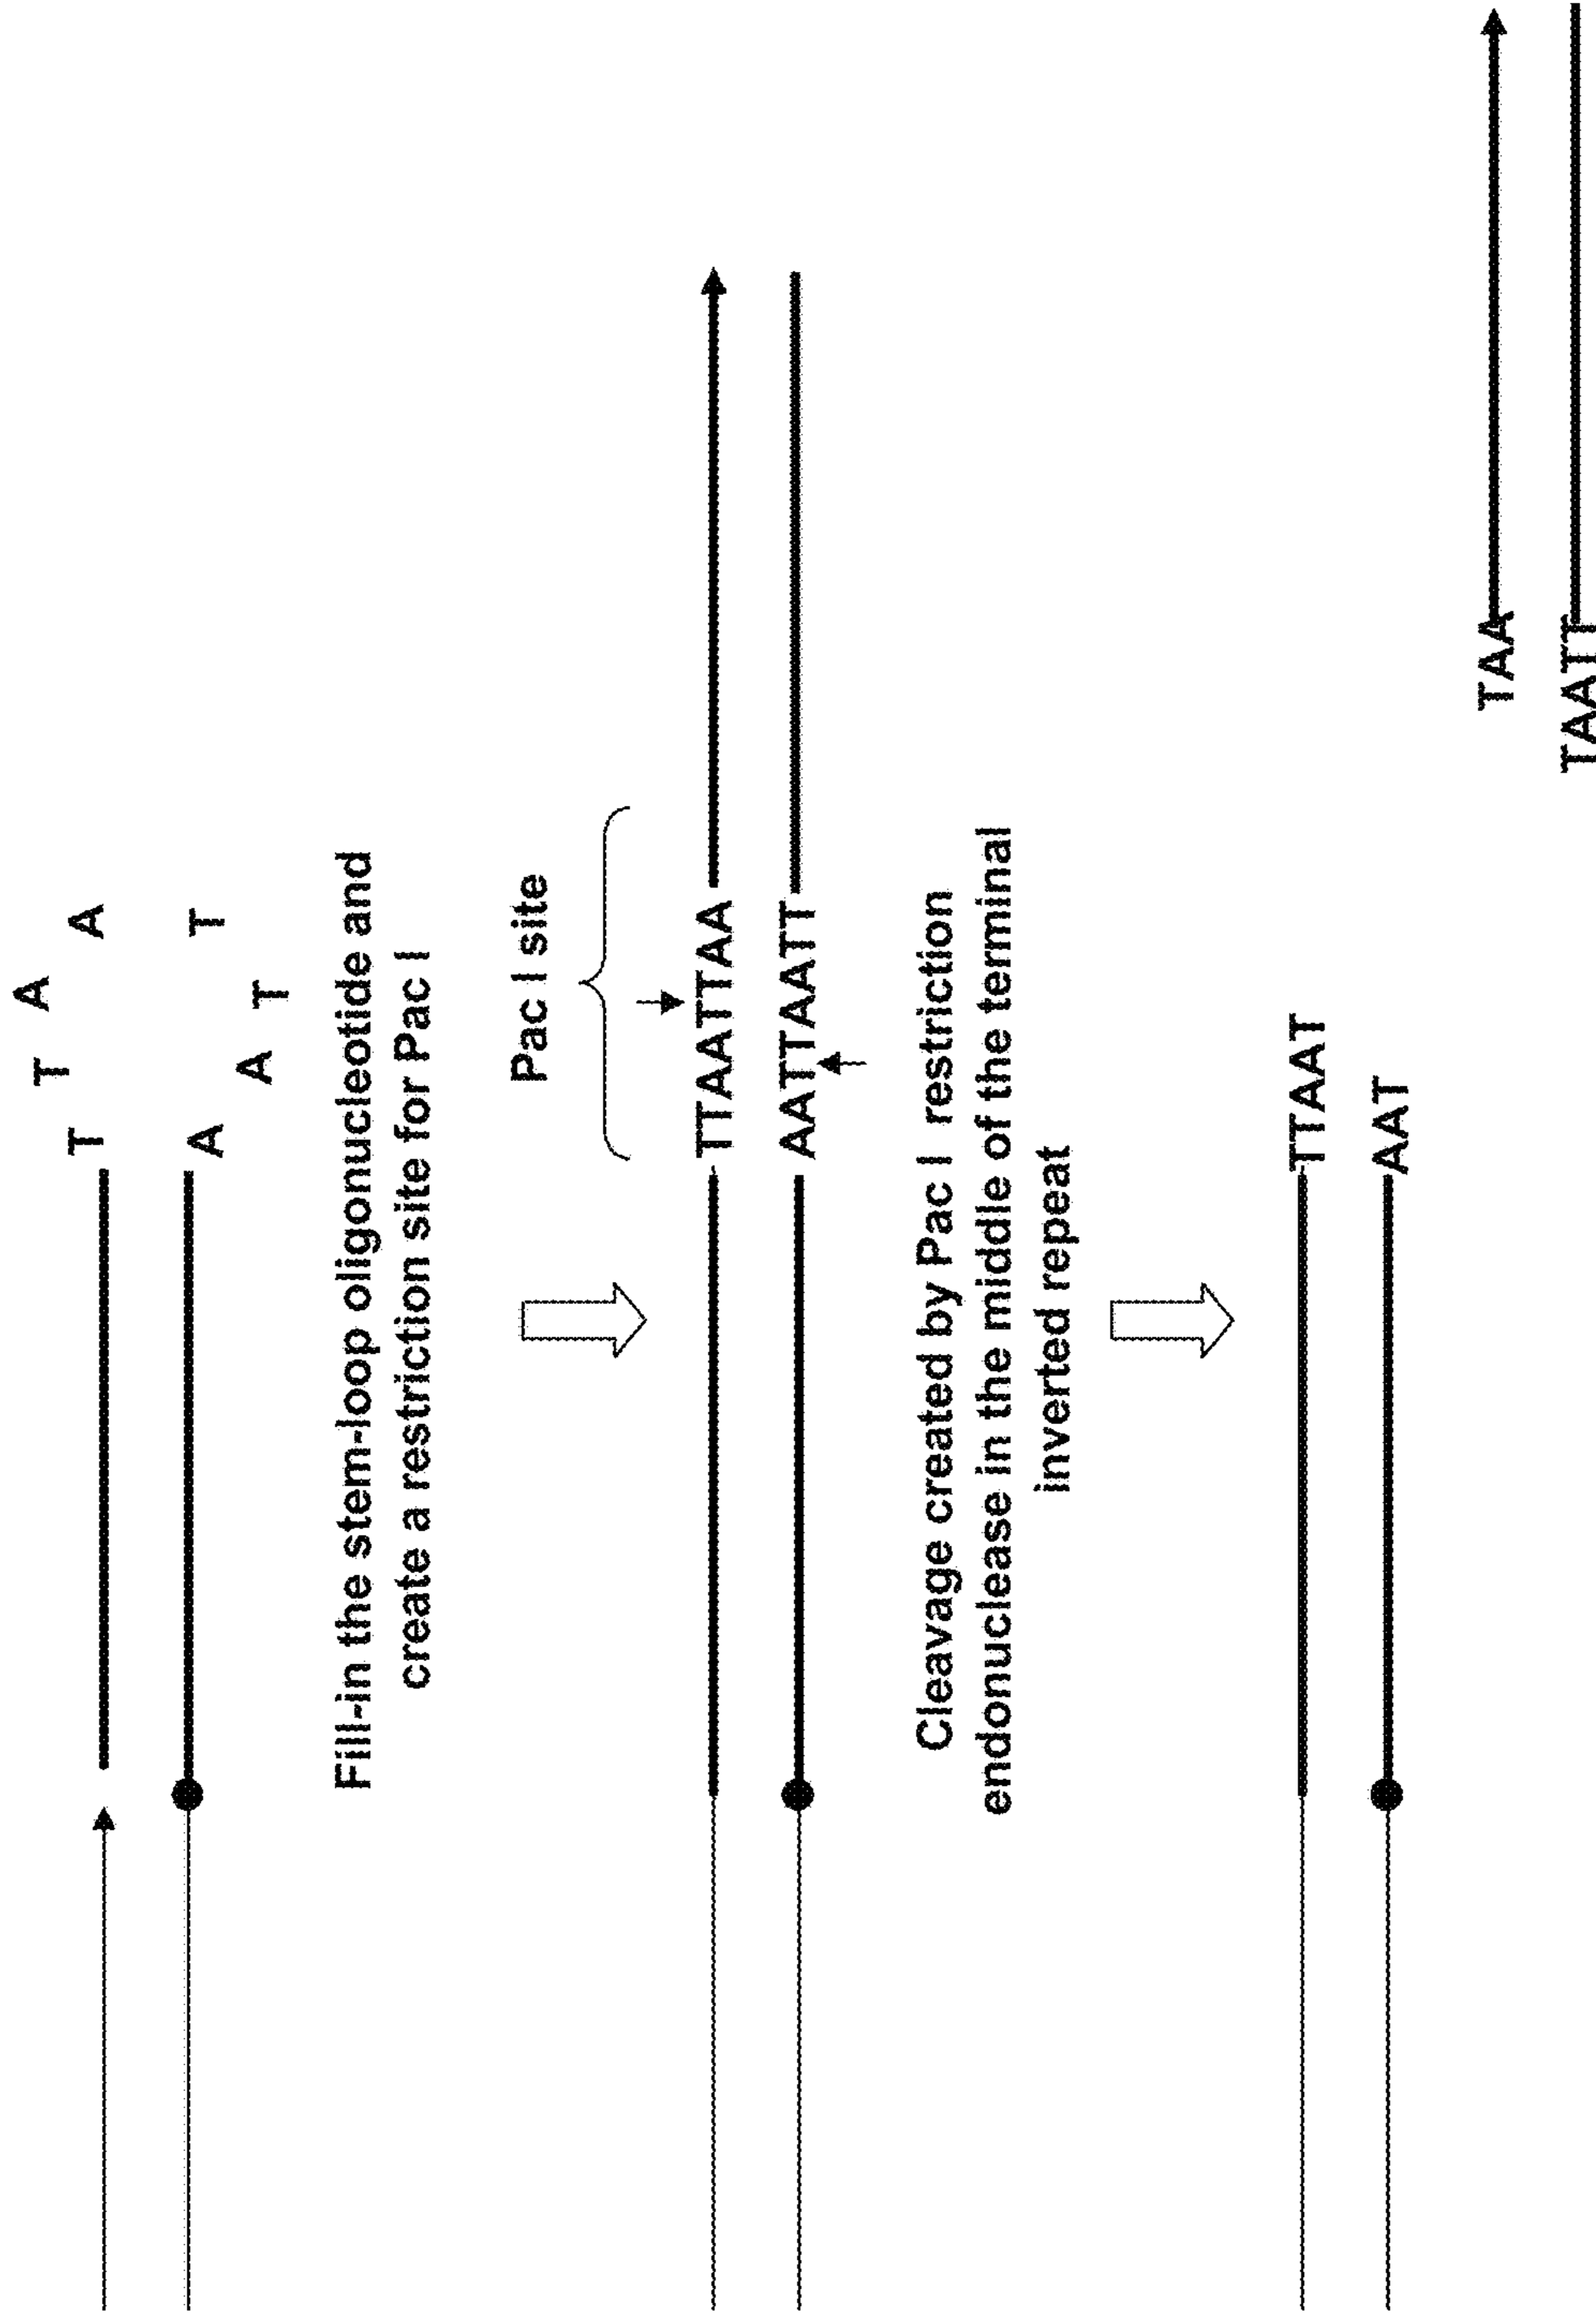 T A
T A
A T
A T
Fill-in the stem-loop oligonucleotide and
create a restriction site for Pac I
Pac I site
TTAATTAA
AATTAATT
Cleavage created by Pac I restriction
endonuclease in the middle of the terminal
inverted repeat
TTAAT
AAT
TAA
TAATT